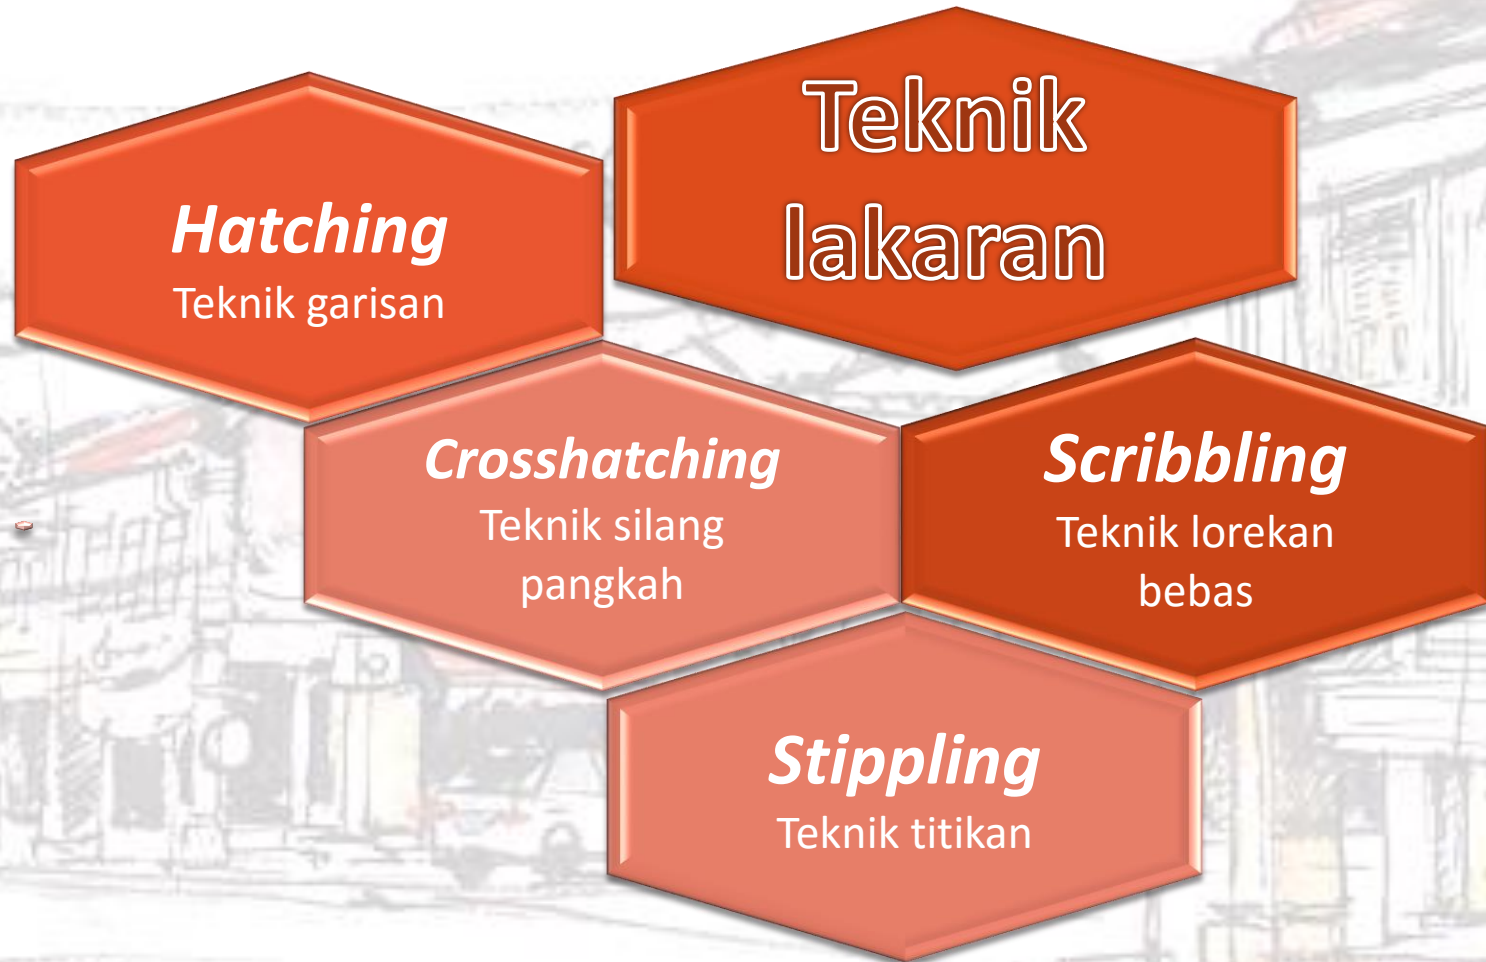 Teknik
lakaran
Hatching
Teknik garisan
Crosshatching
Teknik silang
pangkah
Scribbling
Teknik lorekan
bebas
Stippling
Teknik titikan